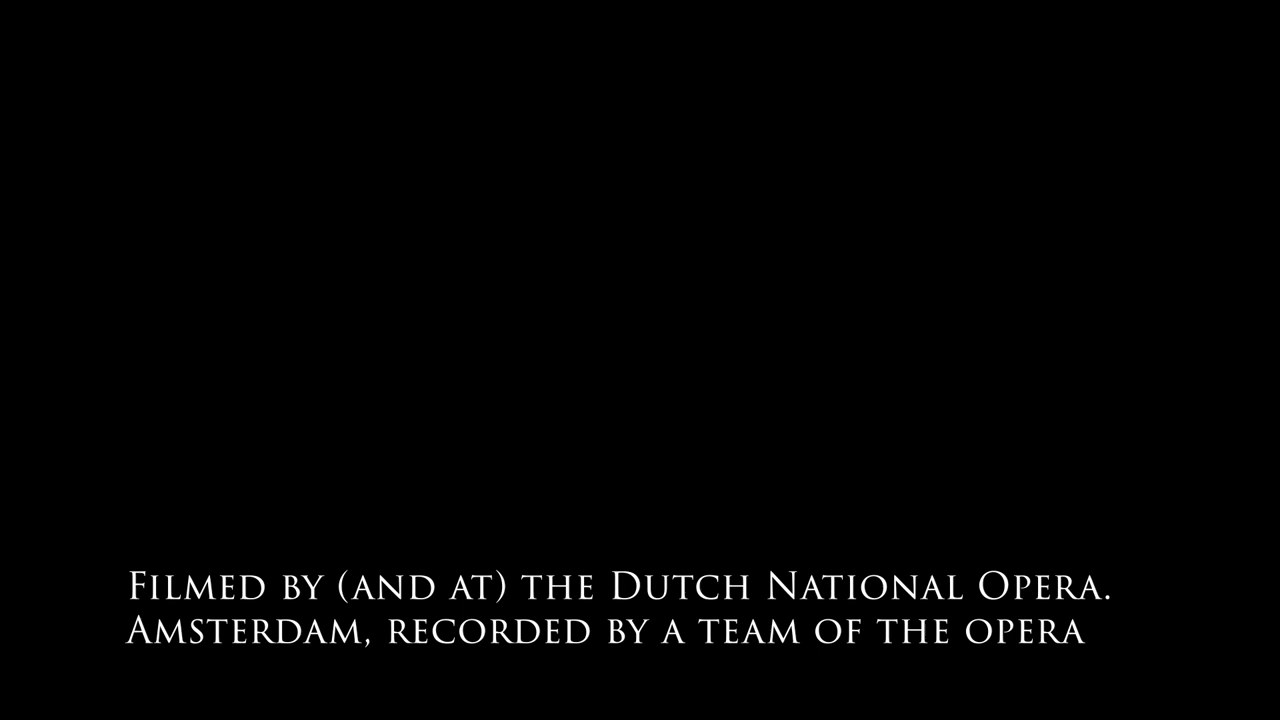 Filmed by (and at) the Dutch National Opera.
Amsterdam, recorded by a team of the opera